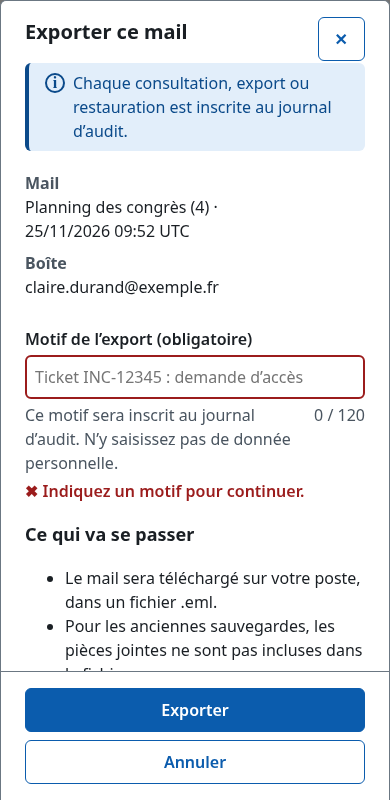 Exporter ce mail
×
Chaque consultation, export ou
restauration est inscrite au journal
d’audit.
Mail
Planning des congrès (4) ·
25/11/2026 09:52 UTC
Boîte
claire.durand@exemple.fr
Motif de l’export (obligatoire)
Ticket INC-12345 : demande d’accès
Ce motif sera inscrit au journal
d’audit. N’y saisissez pas de donnée
personnelle.
0 / 120
✖ Indiquez un motif pour continuer.
Ce qui va se passer
• Le mail sera téléchargé sur votre poste,
dans un fichier .eml.
• Pour les anciennes sauvegardes, les
pièces jointes ne sont pas incluses dans
Exporter
Annuler